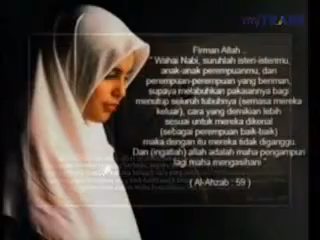 myTRANS
Firman Allah ..
" Wahai Nabi, suruhlah isteri-isterimu,
anak-anak perempuanmu, dan
perempuan-perempuan yang beriman,
supaya melabuhkan pakaiannya bagi
menutup seluruh tubuhnya (semasa mereka
keluar), cara yang demikian lebih
sesuai untuk mereka dikenal
(sebagai perempuan baik-baik)
maka dengan itu mereka tidak diganggu.
Dan (ingatlah) allah adalah maha pengampun
lagi maha mengasihani "
( Al-Ahzab : 59 )